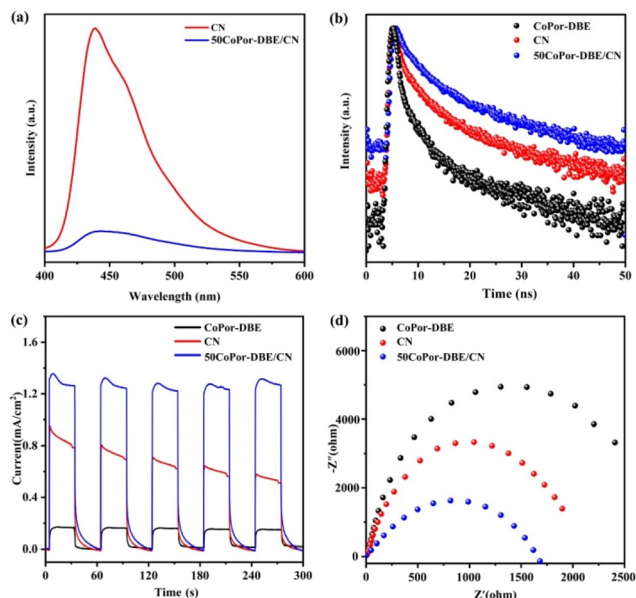 (a)
CN
50CoPor-DBE/CN
Intensity (a.u.)
400 450 500 550 600
Wavelength (nm)
(b)
CoPor-DBE
CN
50CoPor-DBE/CN
Intensity (a.u.)
0 10 20 30 40 50
Time (ns)
(c)
CoPor-DBE
CN
50CoPor-DBE/CN
Current(mA/cm²)
1.6
1.2
0.8
0.4
0.0
0 60 120 180 240 300
Time (s)
(d)
CoPor-DBE
CN
50CoPor-DBE/CN
-Z″(ohm)
6000
4000
2000
0
0 500 1000 1500 2000 2500
Z′(ohm)